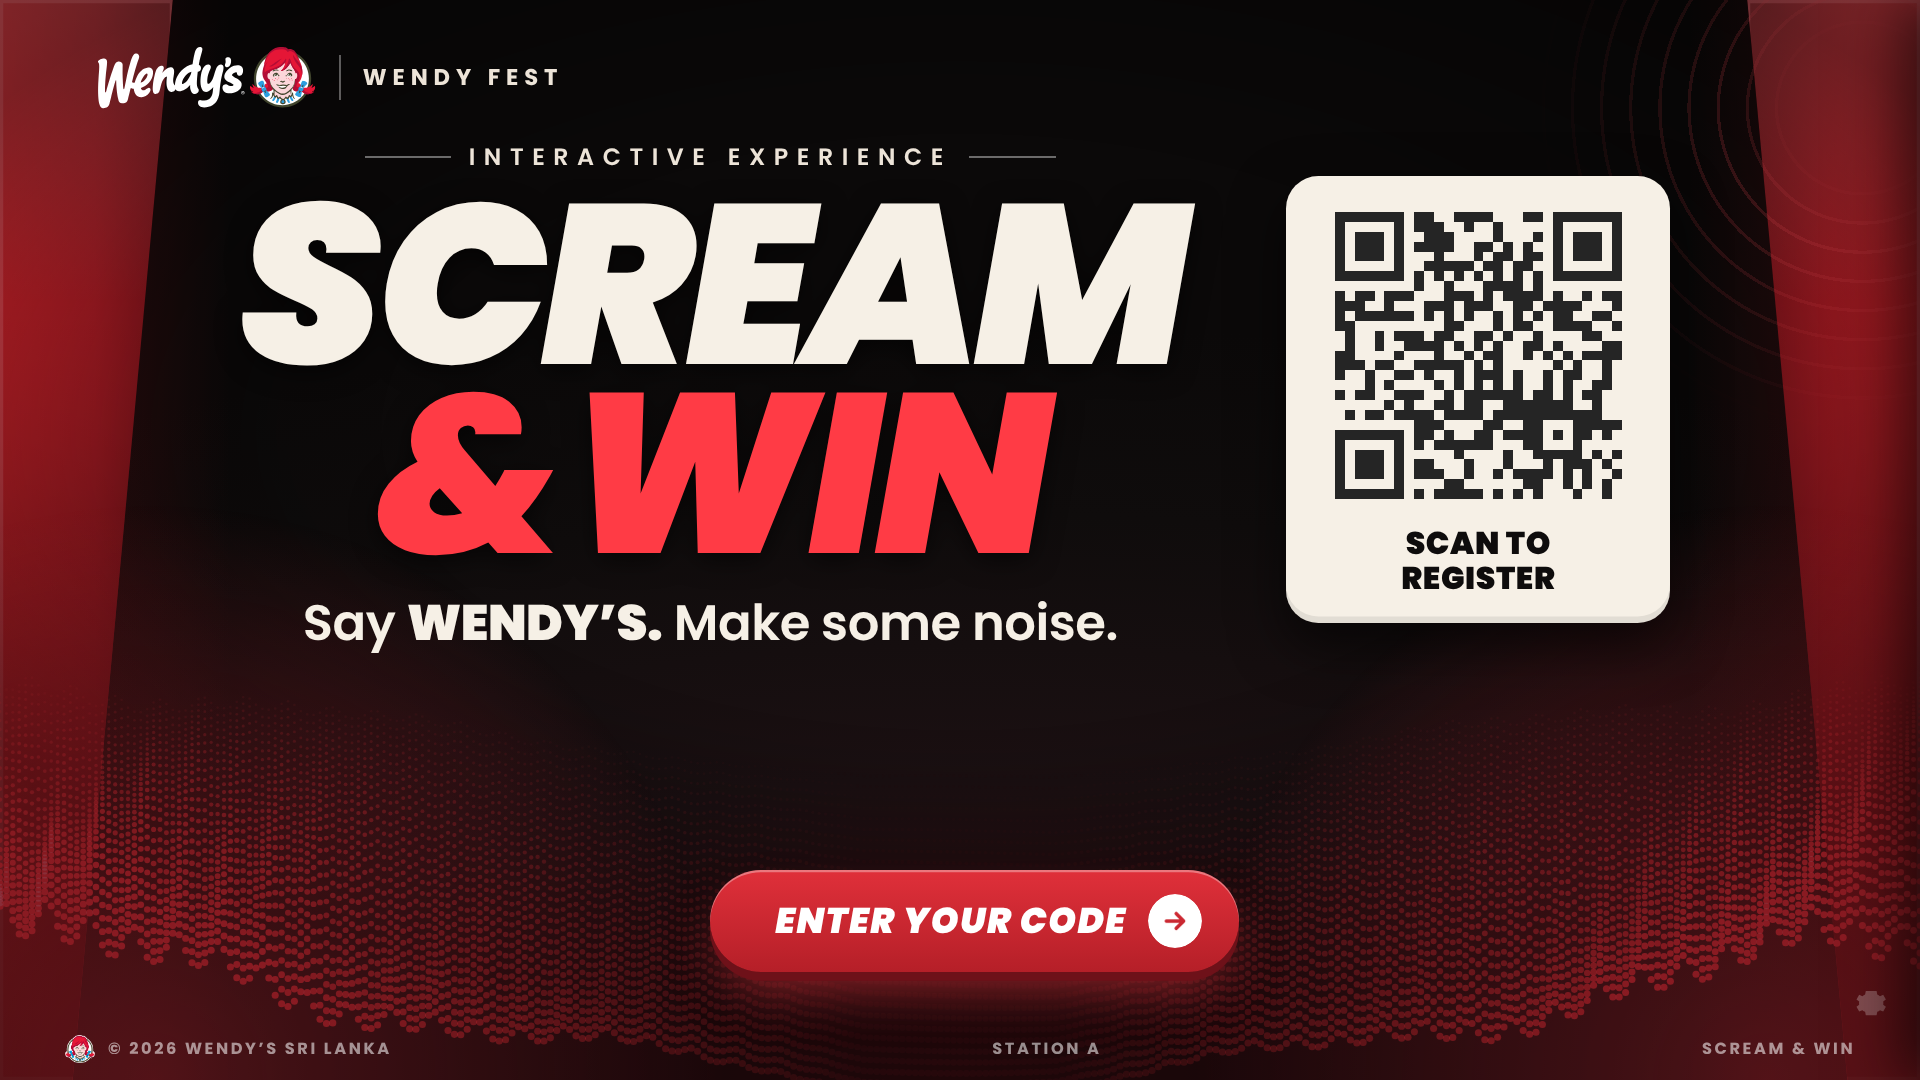 Wendy's
WENDY FEST
INTERACTIVE EXPERIENCE
SCREAM
& WIN
Say WENDY’S. Make some noise.
SCAN TO
REGISTER
ENTER YOUR CODE
© 2026 WENDY’S SRI LANKA
STATION A
SCREAM & WIN